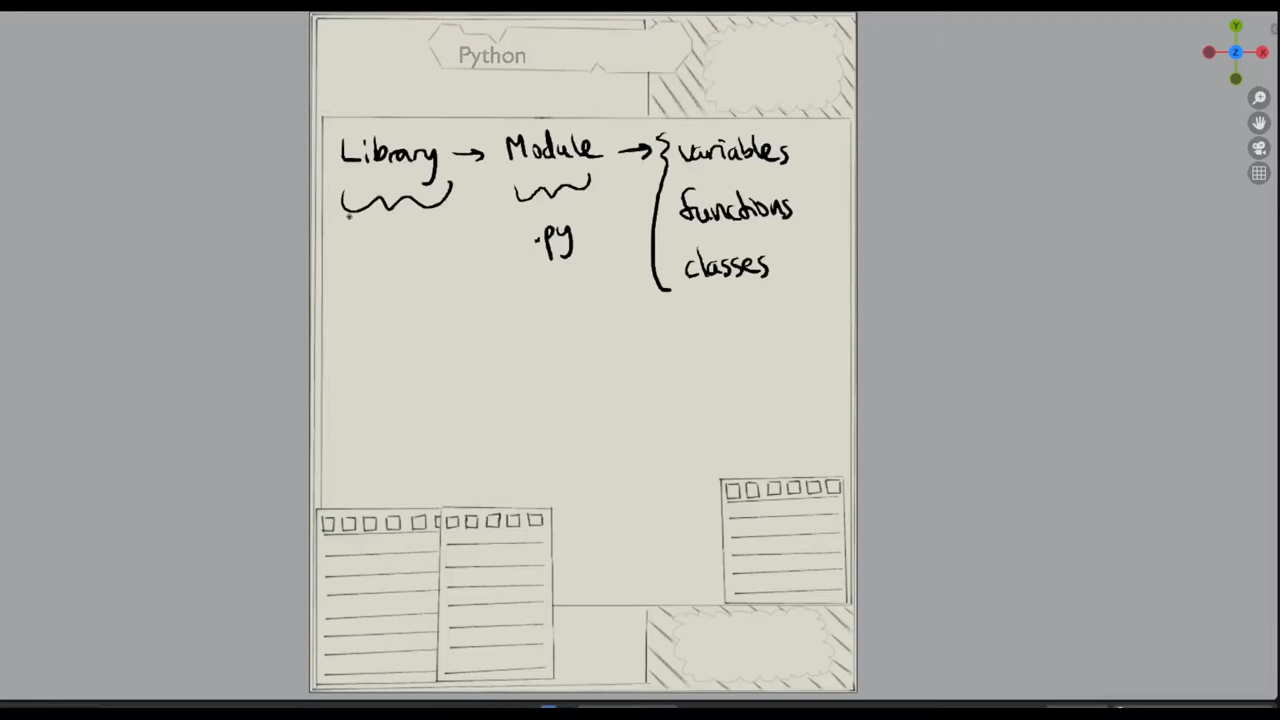 Python
Library → Module → { variables
functions
.py
classes
Y
Z
X